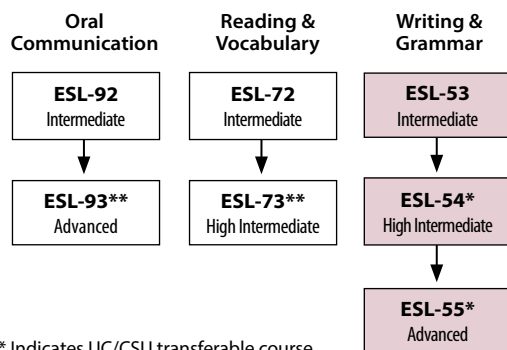 Oral
Communication
Reading &
Vocabulary
Writing &
Grammar
ESL-92
Intermediate
ESL-72
Intermediate
ESL-53
Intermediate
ESL-93**
Advanced
ESL-73**
High Intermediate
ESL-54*
High Intermediate
ESL-55*
Advanced
* Indicates UC/CSU transferable course